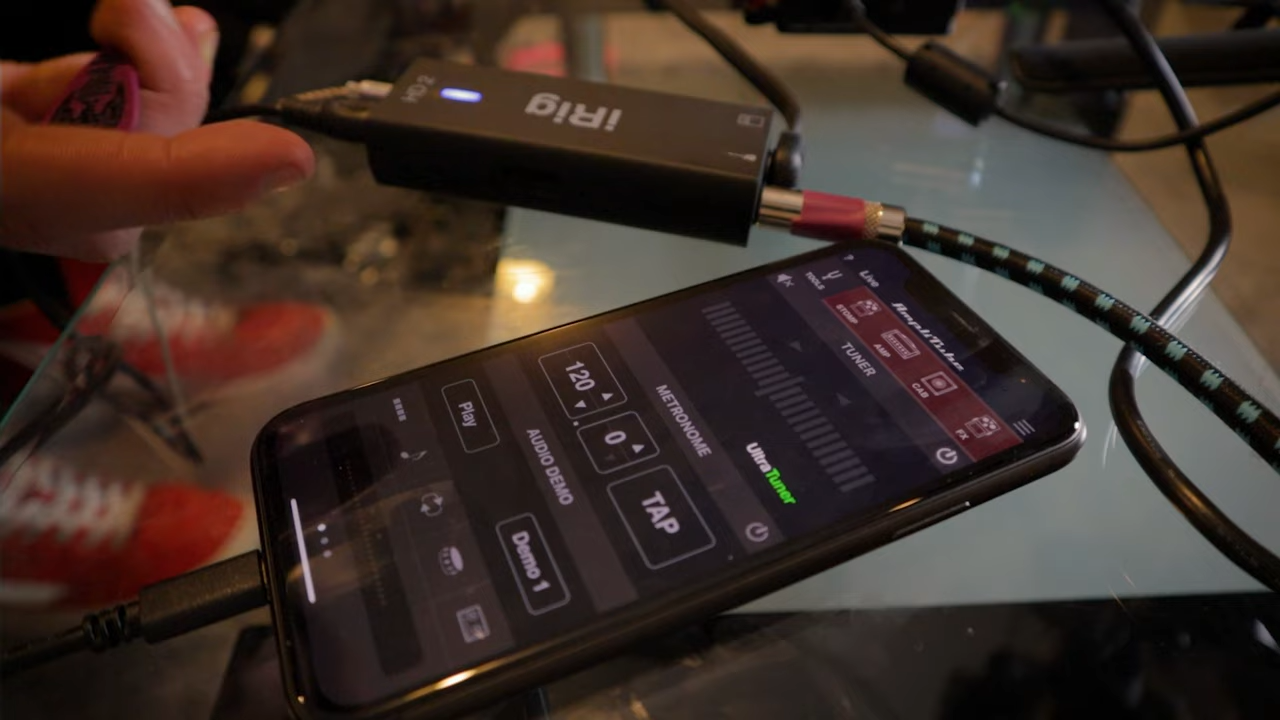 HD 2
iRig
Live
AmpliTube
TOOLS
STOMP
AMP
CAB
FX
TUNER
UltraTuner
METRONOME
120
0
TAP
AUDIO DEMO
Play
Demo 1